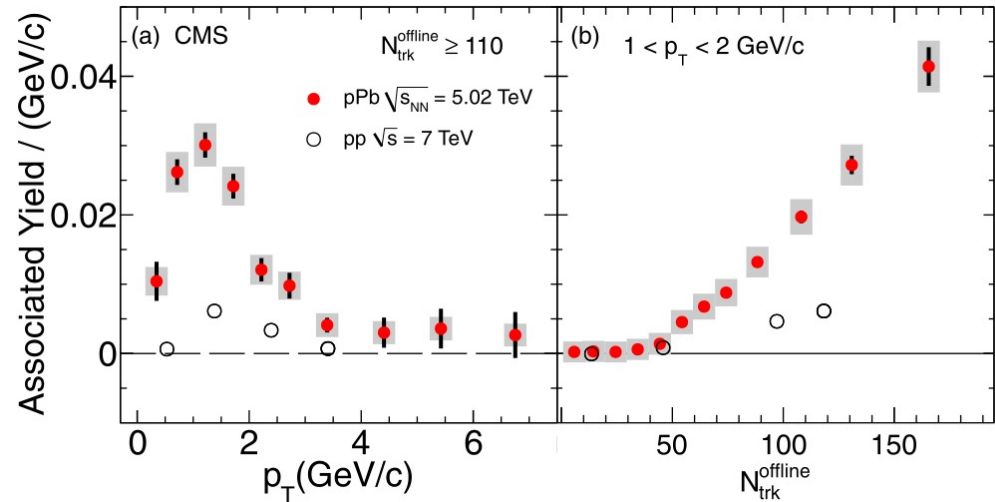 (a) CMS
N_trk^offline ≥ 110
pPb √s_NN = 5.02 TeV
pp √s = 7 TeV
(b) 1 < p_T < 2 GeV/c
Associated Yield / (GeV/c)
0.04
0.02
0
0 2 4 6
p_T(GeV/c)
50 100 150
N_trk^offline